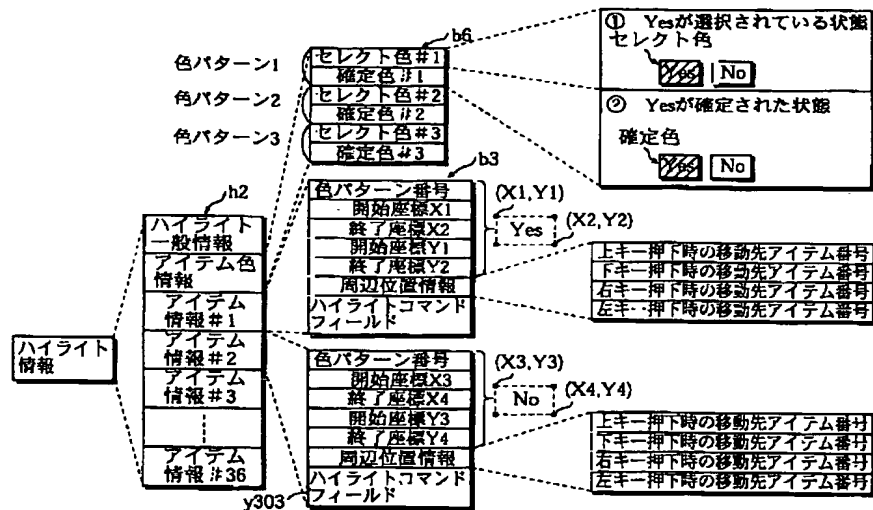 b6
セレクト色#1
確定色#1
セレクト色#2
確定色#2
セレクト色#3
確定色#3
色パターン1
色パターン2
色パターン3
① Yesが選択されている状態
セレクト色
Yes No
② Yesが確定された状態
確定色
Yes No
h2
ハイライト
一般情報
アイテム色
情報
アイテム
情報#1
アイテム
情報#2
アイテム
情報#3
アイテム
情報#36
ハイライト
情報
b3
色パターン番号
開始座標X1
終了座標X2
開始座標Y1
終了座標Y2
周辺位置情報
ハイライトコマンド
フィールド
(X1,Y1)
Yes
(X2,Y2)
上キー押下時の移動先アイテム番号
下キー押下時の移動先アイテム番号
右キー押下時の移動先アイテム番号
左キー押下時の移動先アイテム番号
色パターン番号
開始座標X3
終了座標X4
開始座標Y3
終了座標Y4
周辺位置情報
ハイライトコマンド
フィールド
y303
(X3,Y3)
No
(X4,Y4)
上キー押下時の移動先アイテム番号
下キー押下時の移動先アイテム番号
右キー押下時の移動先アイテム番号
左キー押下時の移動先アイテム番号